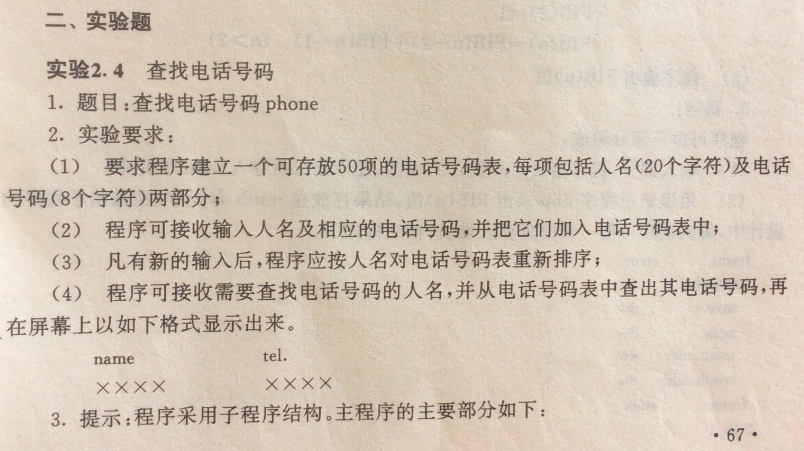 二、实验题
实验2.4 查找电话号码
1. 题目:查找电话号码 phone
2. 实验要求:
(1) 要求程序建立一个可存放50项的电话号码表,每项包括人名(20个字符)及电话
号码(8个字符)两部分;
(2) 程序可接收输入人名及相应的电话号码,并把它们加入电话号码表中;
(3) 凡有新的输入后,程序应按人名对电话号码表重新排序;
(4) 程序可接收需要查找电话号码的人名,并从电话号码表中查出其电话号码,再
在屏幕上以如下格式显示出来。
name tel.
×××× ××××
3. 提示:程序采用子程序结构。主程序的主要部分如下:
· 67 ·